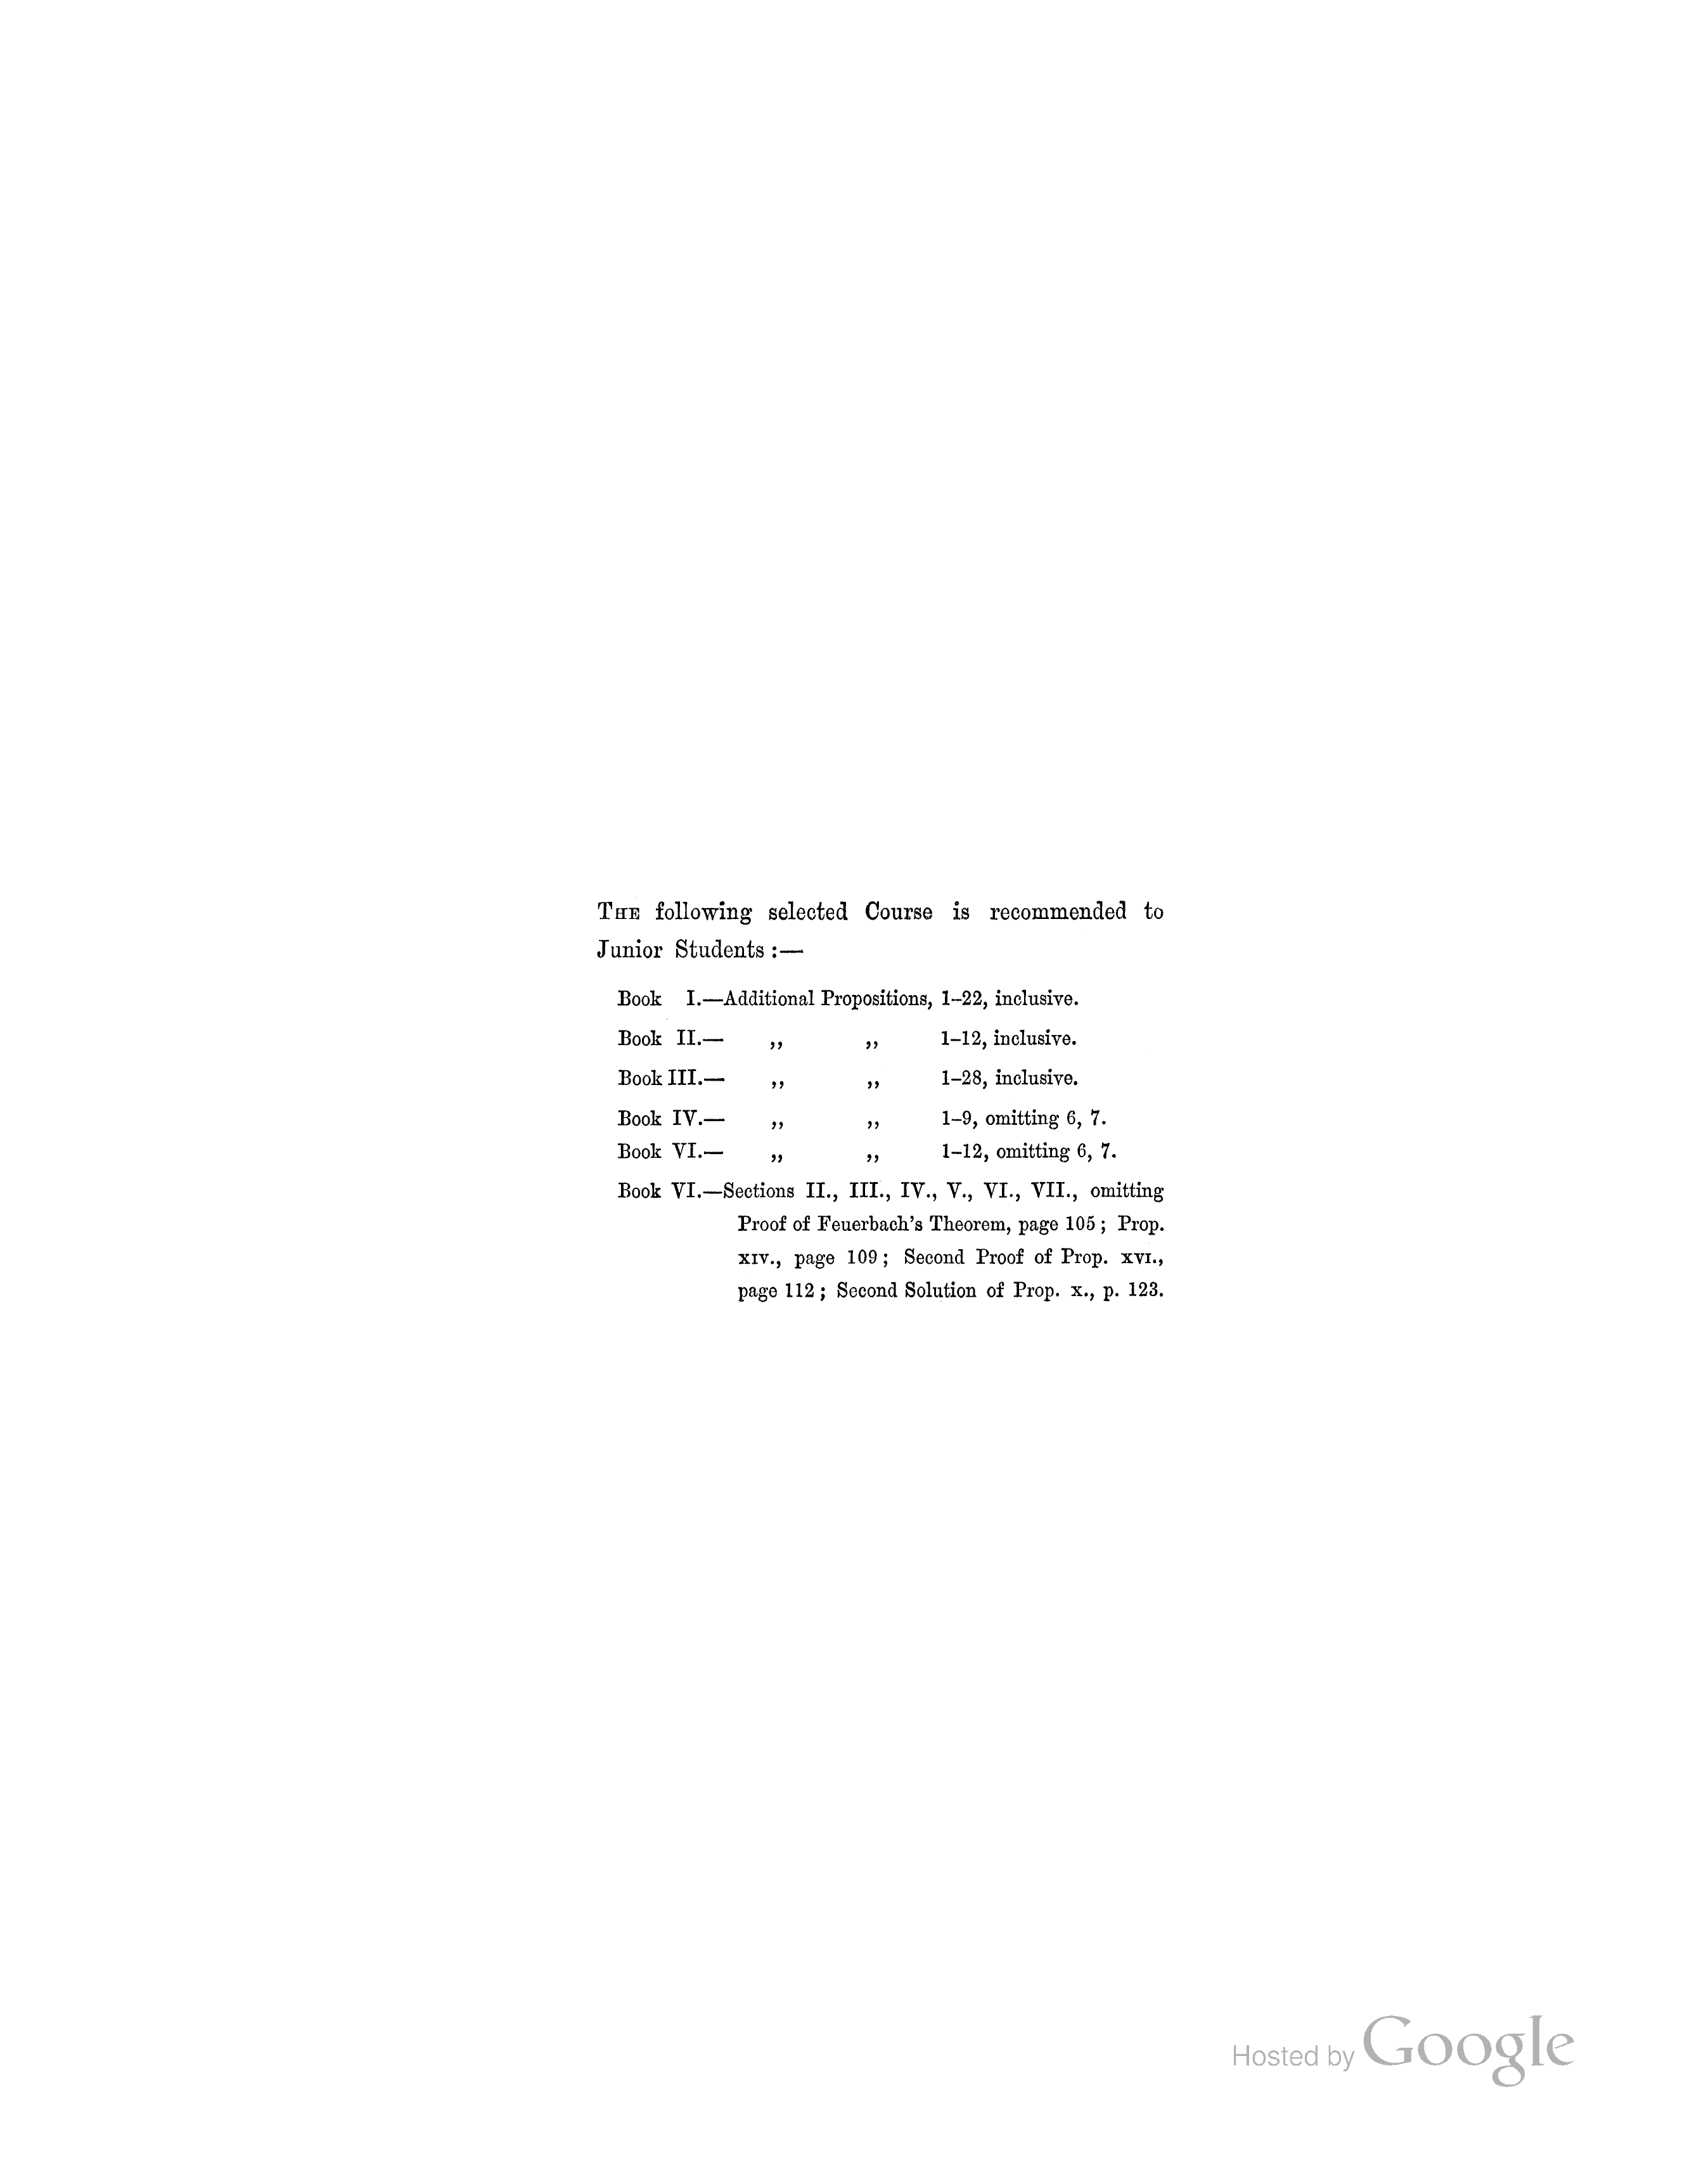 THE following selected Course is recommended to
Junior Students :—
Book I.—Additional Propositions, 1–22, inclusive.
Book II.— ,, ,, 1–12, inclusive.
Book III.— ,, ,, 1–28, inclusive.
Book IV.— ,, ,, 1–9, omitting 6, 7.
Book VI.— ,, ,, 1–12, omitting 6, 7.
Book VI.—Sections II., III., IV., V., VI., VII., omitting
Proof of Feuerbach's Theorem, page 105 ; Prop.
XIV., page 109 ; Second Proof of Prop. XVI.,
page 112 ; Second Solution of Prop. X., p. 123.
Hosted by Google